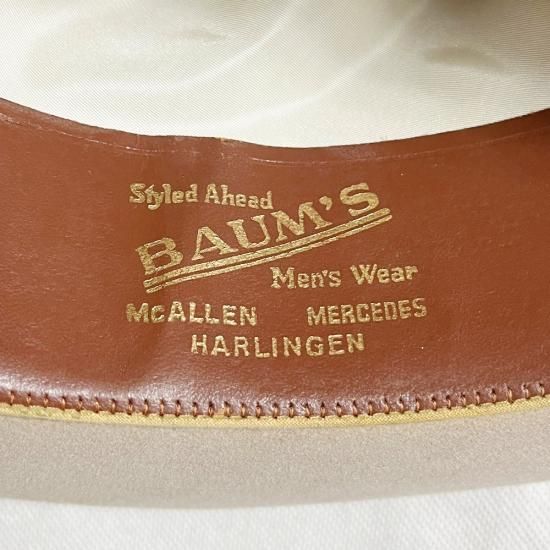 Styled Ahead
BAUM'S
Men's Wear
McALLEN MERCEDES
HARLINGEN